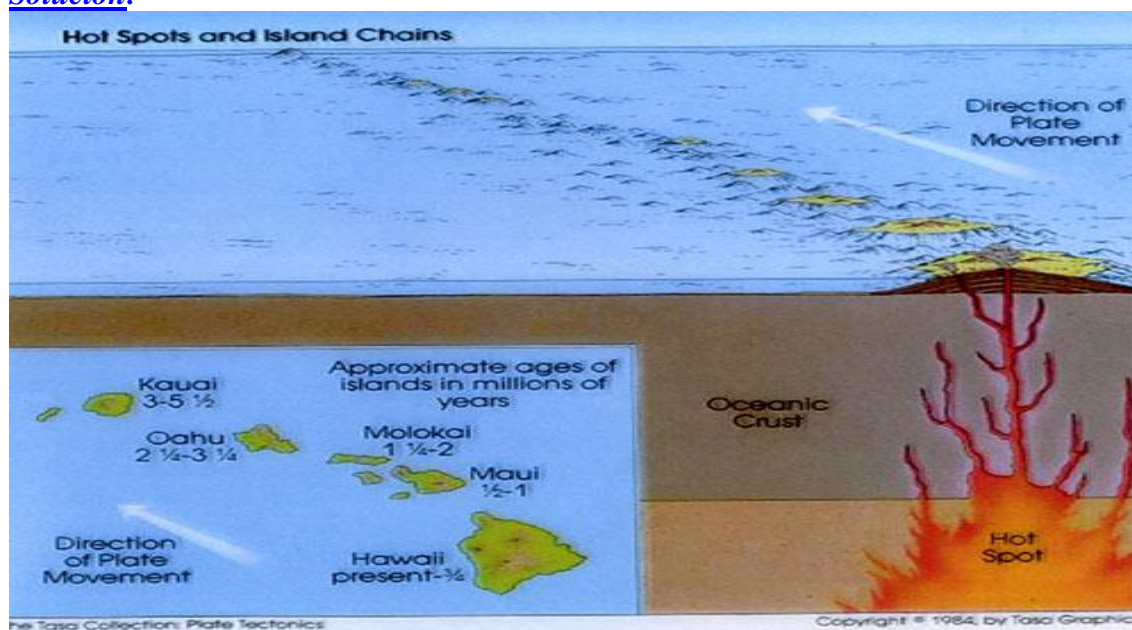 Solución:
Hot Spots and Island Chains
Direction of
Plate
Movement
Approximate ages of
islands in millions of
years
Kauai
3-5 ½
Oahu
2 ¼-3 ¼
Molokai
1 ¼-2
Maui
½-1
Hawaii
present-¾
Direction
of Plate
Movement
Oceanic
Crust
Hot
Spot
he Tasa Collection: Plate Tectonics
Copyright © 1984, by Tasa Graphic